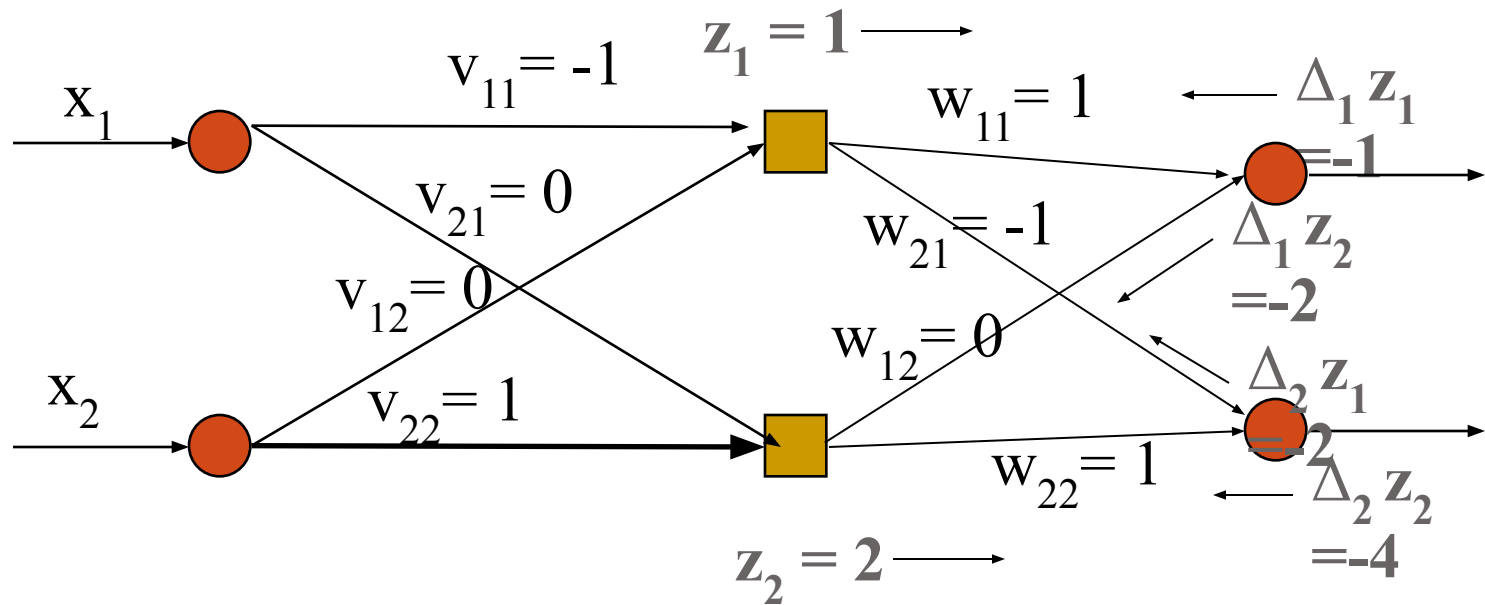 z₁ = 1
v₁₁= -1
w₁₁= 1
Δ₁ z₁
=-1
x₁
v₂₁= 0
w₂₁= -1
Δ₁ z₂
=-2
v₁₂= 0
w₁₂= 0
x₂
v₂₂= 1
Δ₂ z₁
=-2
w₂₂= 1
Δ₂ z₂
=-4
z₂ = 2